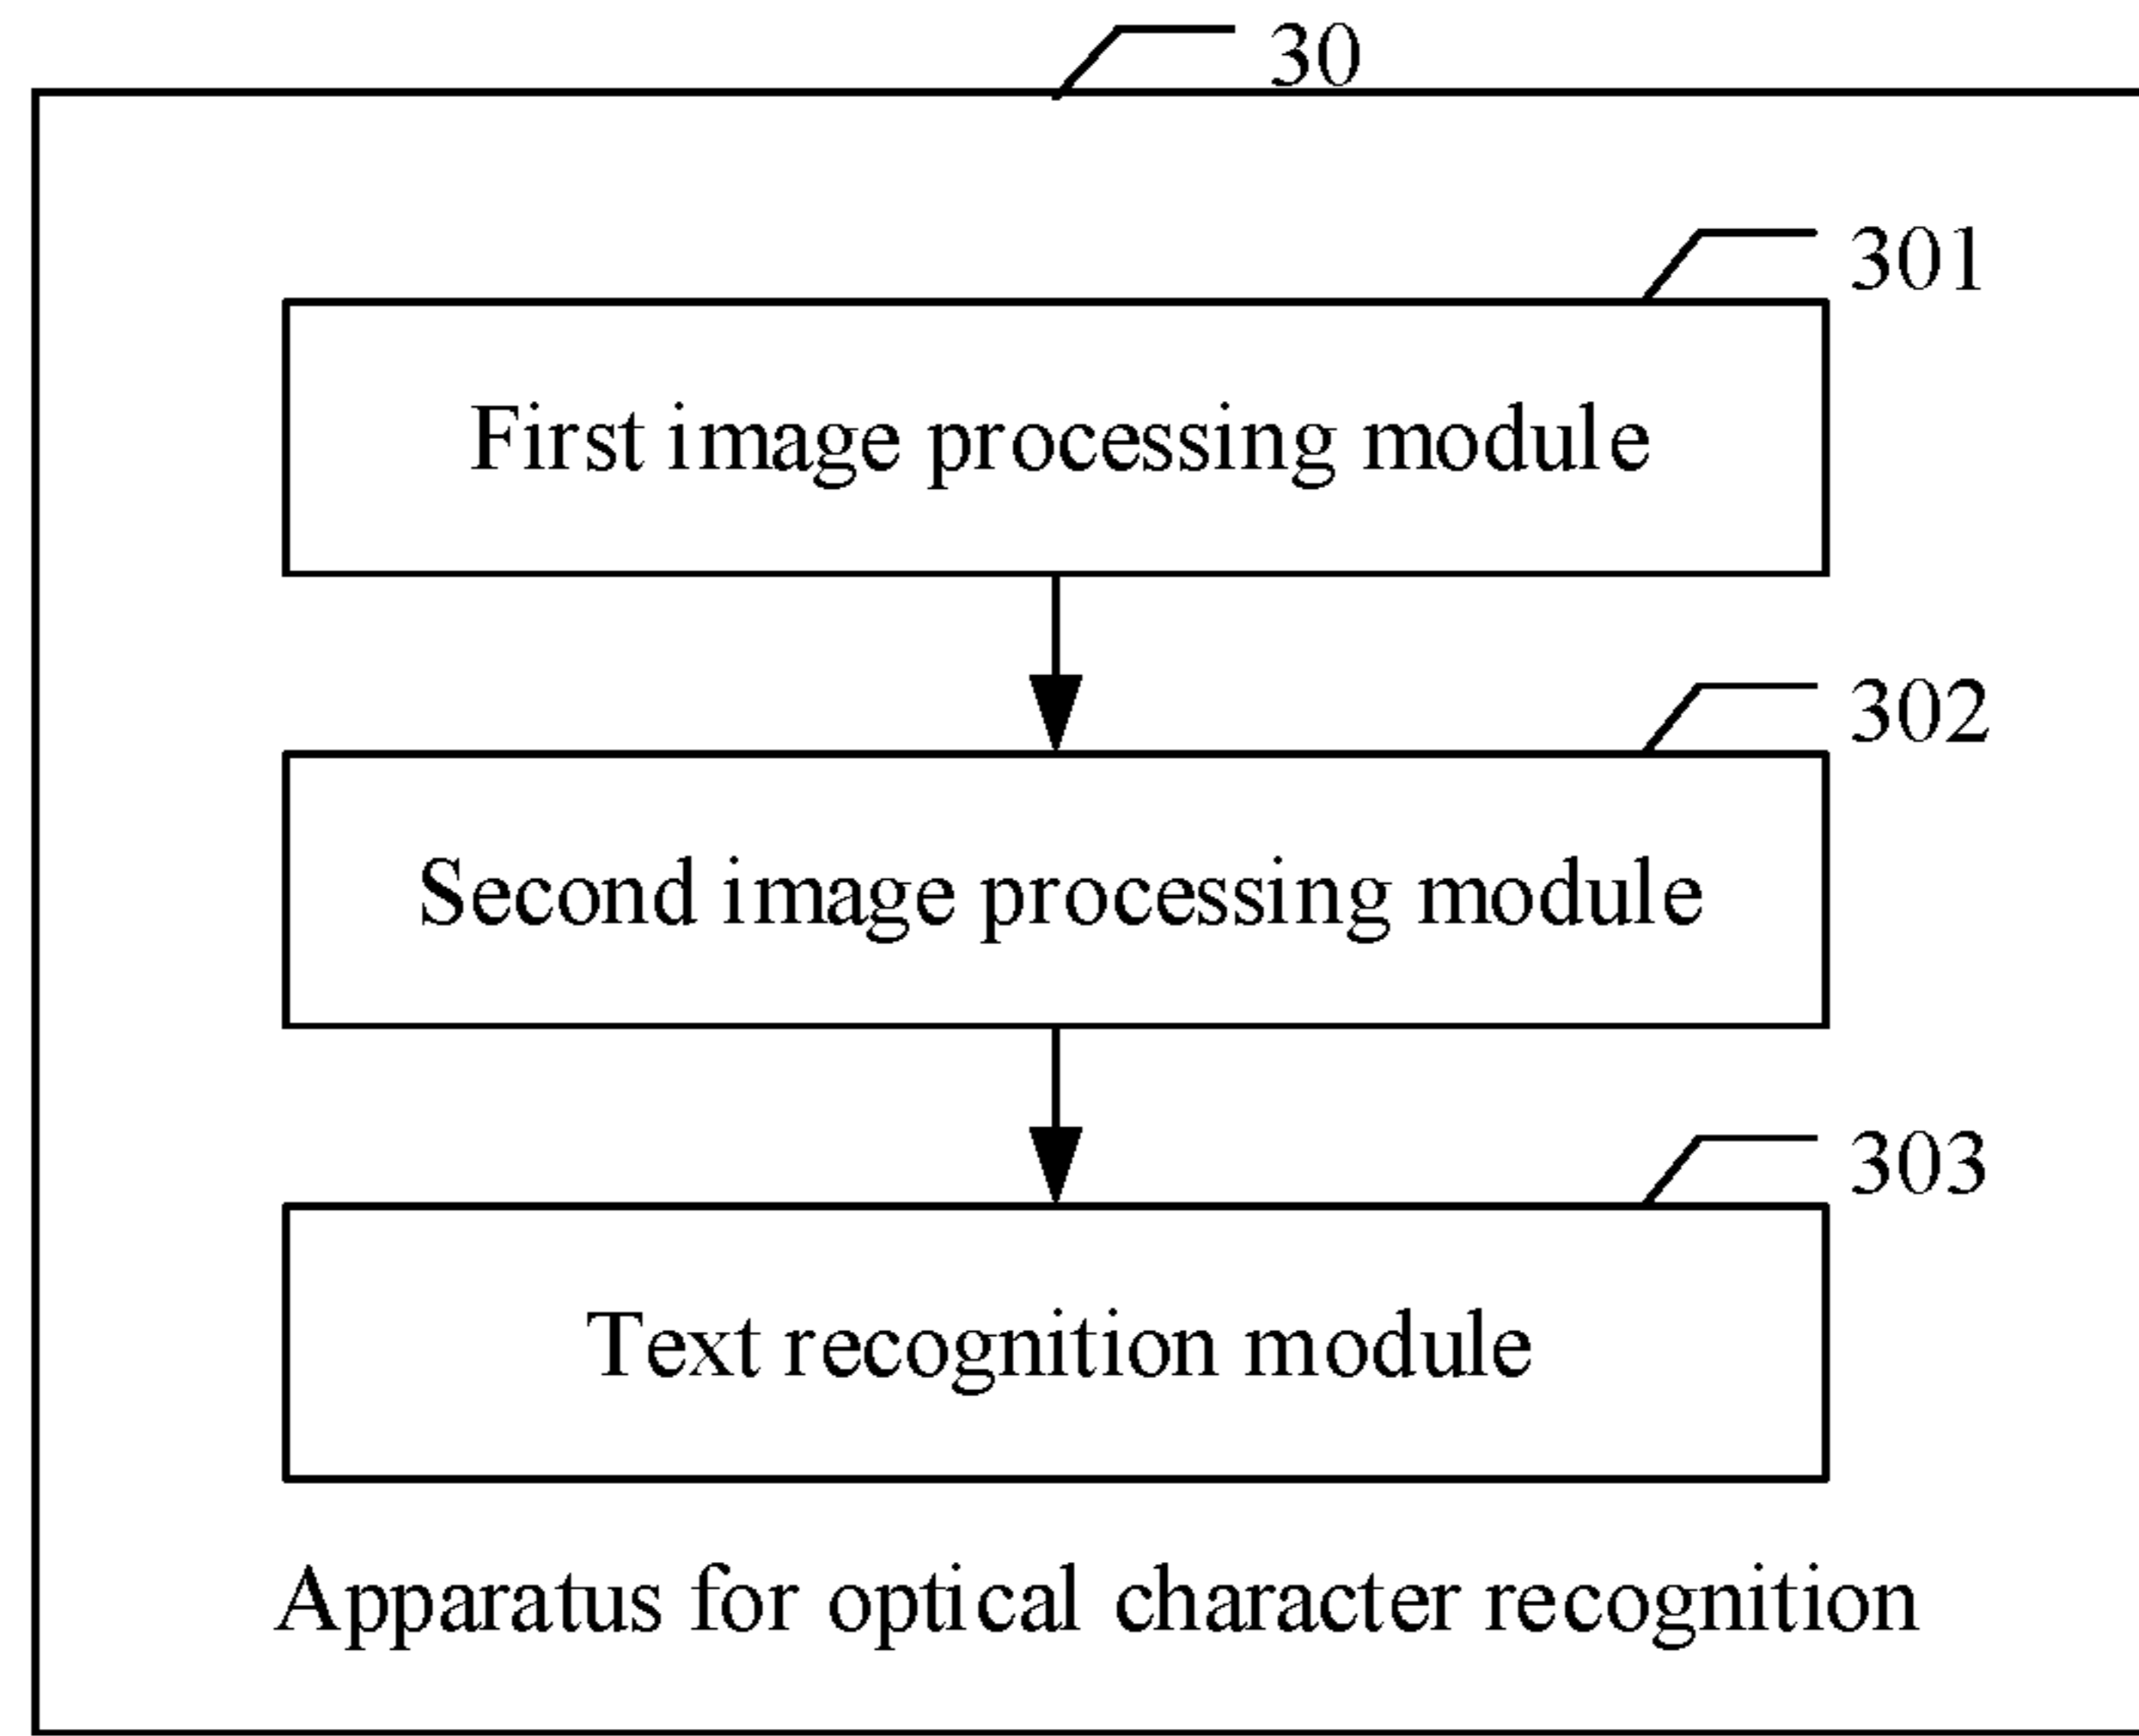 30
301
First image processing module
302
Second image processing module
303
Text recognition module
Apparatus for optical character recognition